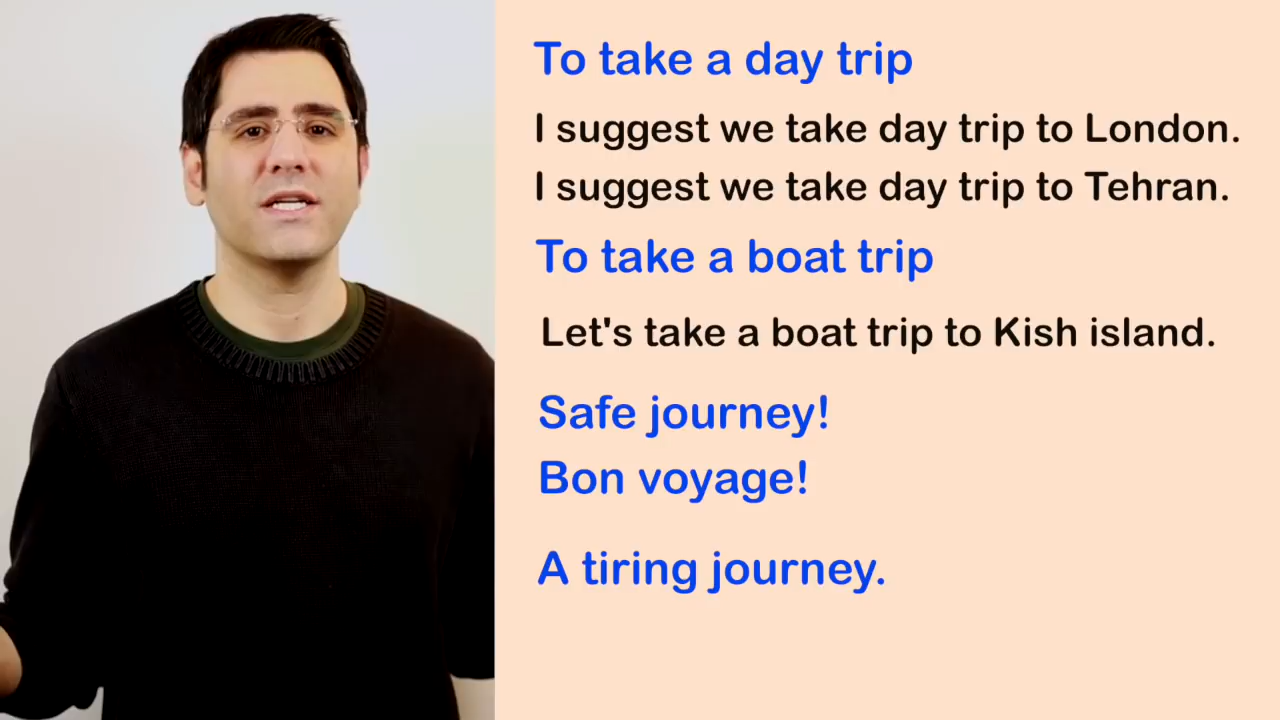 To take a day trip
I suggest we take day trip to London.
I suggest we take day trip to Tehran.
To take a boat trip
Let's take a boat trip to Kish island.
Safe journey!
Bon voyage!
A tiring journey.